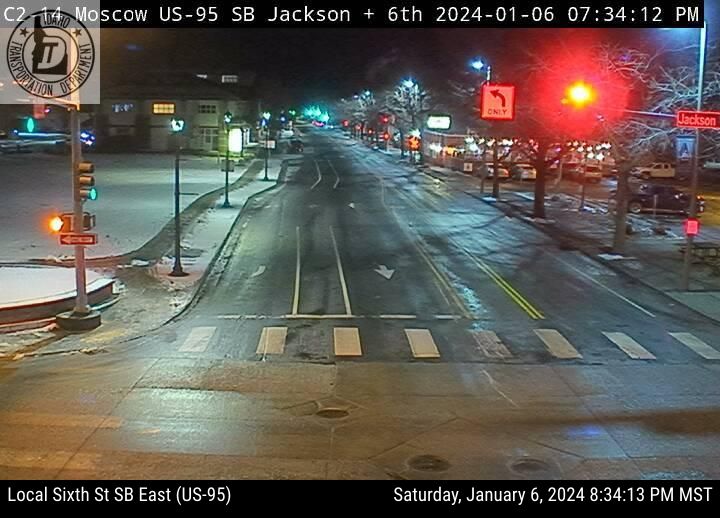 C2-14 Moscow US-95 SB Jackson + 6th 2024-01-06 07:34:12 PM
IDAHO
TRANSPORTATION DEPARTMENT
ONLY
Jackson
Local Sixth St SB East (US-95)
Saturday, January 6, 2024 8:34:13 PM MST